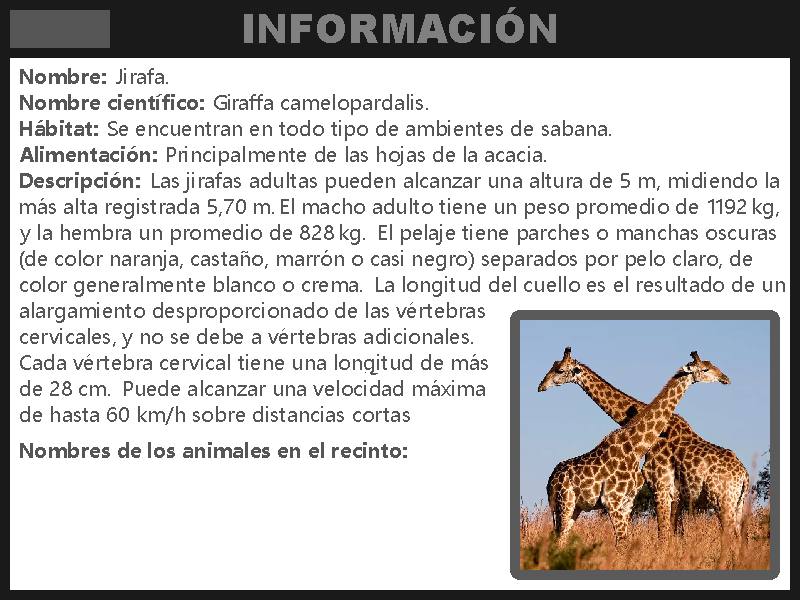 INFORMACIÓN
Nombre: Jirafa.
Nombre científico: Giraffa camelopardalis.
Hábitat: Se encuentran en todo tipo de ambientes de sabana.
Alimentación: Principalmente de las hojas de la acacia.
Descripción: Las jirafas adultas pueden alcanzar una altura de 5 m, midiendo la
más alta registrada 5,70 m. El macho adulto tiene un peso promedio de 1192 kg,
y la hembra un promedio de 828 kg. El pelaje tiene parches o manchas oscuras
(de color naranja, castaño, marrón o casi negro) separados por pelo claro, de
color generalmente blanco o crema. La longitud del cuello es el resultado de un
alargamiento desproporcionado de las vértebras
cervicales, y no se debe a vértebras adicionales.
Cada vértebra cervical tiene una longitud de más
de 28 cm. Puede alcanzar una velocidad máxima
de hasta 60 km/h sobre distancias cortas
Nombres de los animales en el recinto: